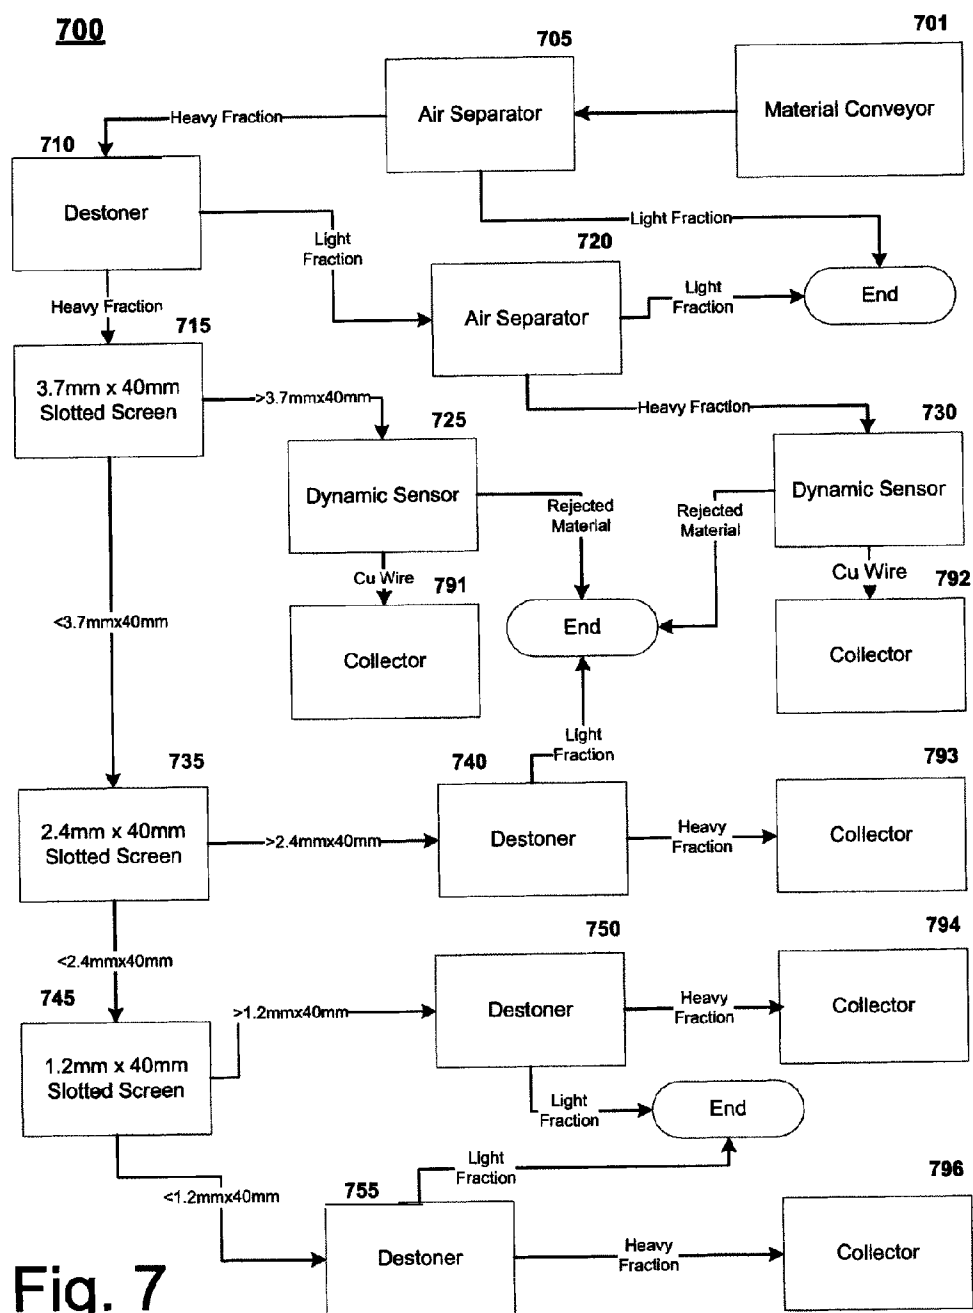 700
705
701
Air Separator
Material Conveyor
Heavy Fraction
710
Destoner
Light Fraction
Light
Fraction
720
Air Separator
Light
Fraction
End
Heavy Fraction
715
3.7mm x 40mm
Slotted Screen
>3.7mmx40mm
Heavy Fraction
725
730
Dynamic Sensor
Dynamic Sensor
Rejected
Material
Rejected
Material
Cu Wire
791
Cu Wire
792
Collector
End
Collector
<3.7mmx40mm
Light
Fraction
735
740
793
2.4mm x 40mm
Slotted Screen
>2.4mmx40mm
Destoner
Heavy
Fraction
Collector
750
794
<2.4mmx40mm
745
>1.2mmx40mm
Destoner
Heavy
Fraction
Collector
1.2mm x 40mm
Slotted Screen
Light
Fraction
End
Light
Fraction
796
<1.2mmx40mm
755
Destoner
Heavy
Fraction
Collector
Fig. 7